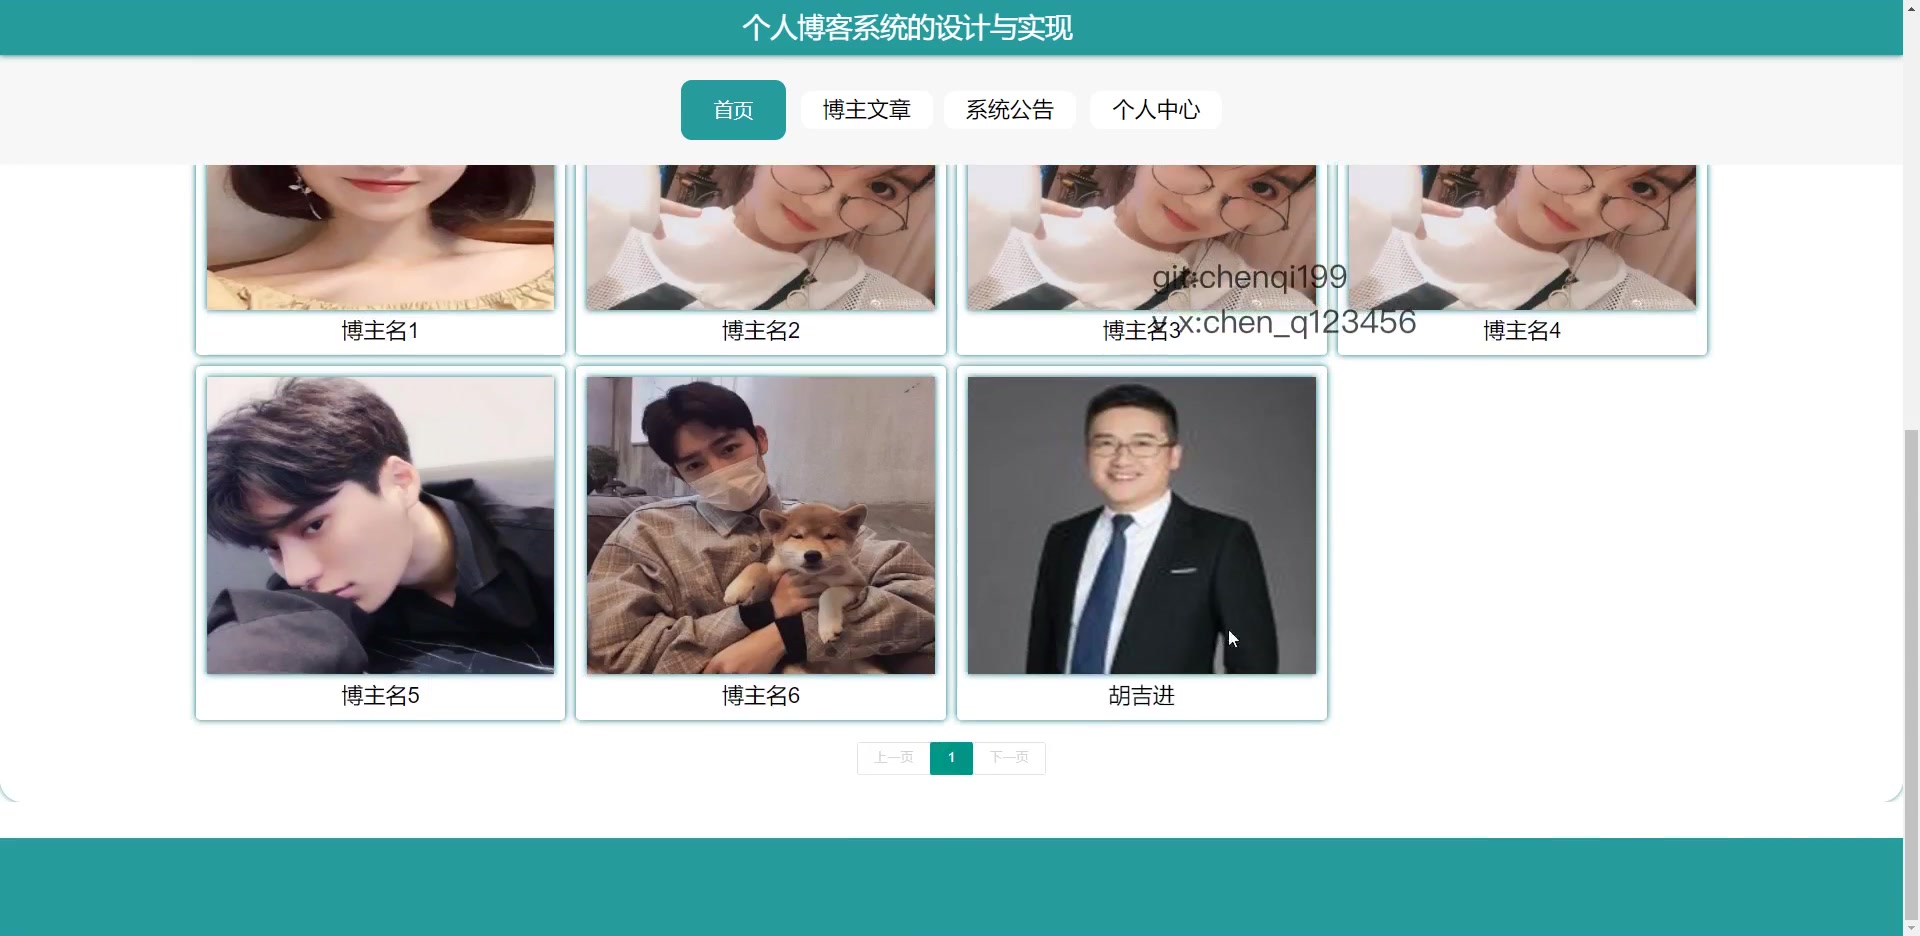 个人博客系统的设计与实现
首页
博主文章
系统公告
个人中心
git:chenqi199
v x:chen_q123456
博主名1
博主名2
博主名3
博主名4
博主名5
博主名6
胡吉进
上一页
1
下一页